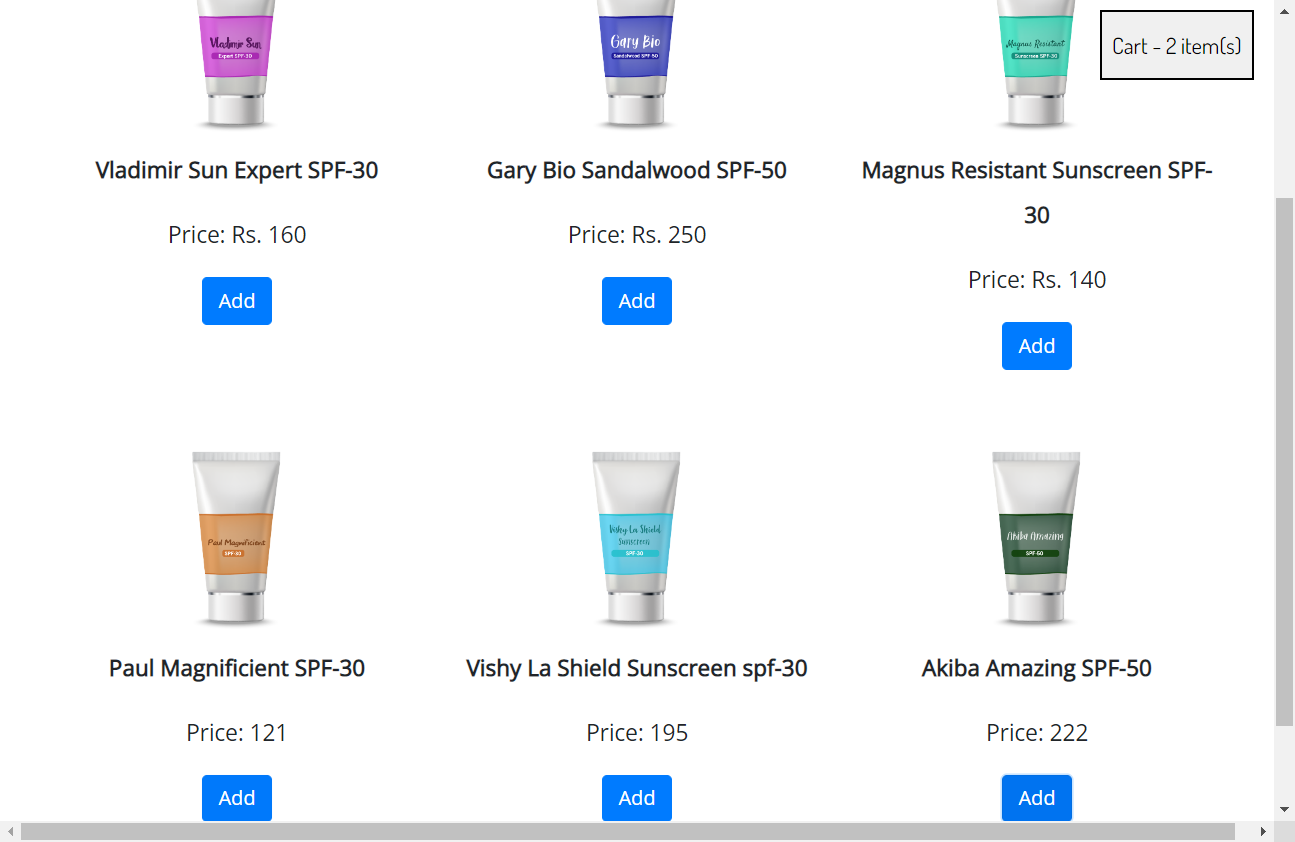 Vladimir Sun
Expert SPF-30
Gary Bio
Sandalwood SPF-50
Magnus Resistant
Sunscreen SPF-30
Cart - 2 item(s)
Vladimir Sun Expert SPF-30
Gary Bio Sandalwood SPF-50
Magnus Resistant Sunscreen SPF-
30
Price: Rs. 160
Price: Rs. 250
Price: Rs. 140
Add
Add
Add
Paul Magnificient
SPF-30
Vishy La Shield
Sunscreen
SPF-30
Akiba Amazing
SPF-50
Paul Magnificient SPF-30
Vishy La Shield Sunscreen spf-30
Akiba Amazing SPF-50
Price: 121
Price: 195
Price: 222
Add
Add
Add